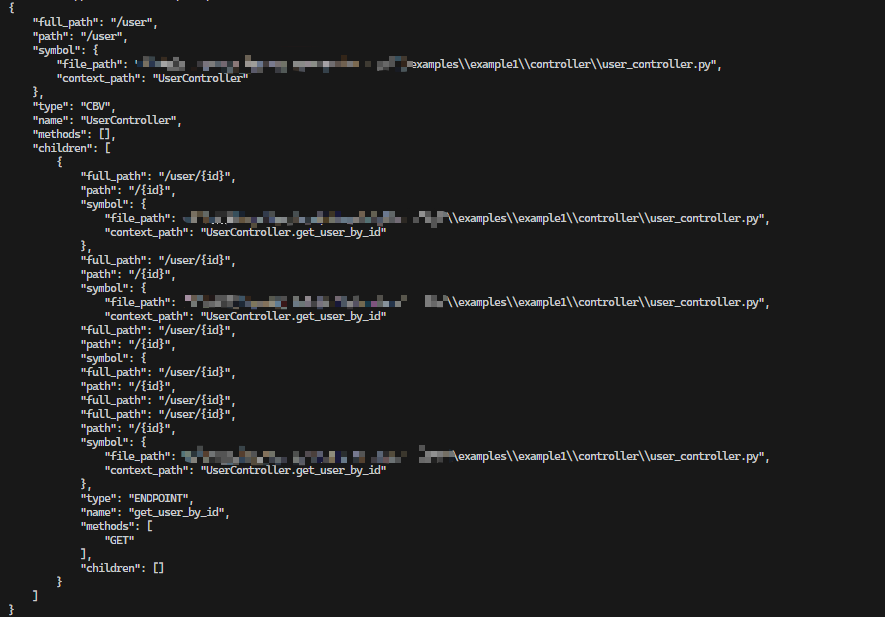 {
    "full_path": "/user",
    "path": "/user",
    "symbol": {
        "file_path": "examples\\example1\\controller\\user_controller.py",
        "context_path": "UserController"
    },
    "type": "CBV",
    "name": "UserController",
    "methods": [],
    "children": [
        {
            "full_path": "/user/{id}",
            "path": "/{id}",
            "symbol": {
                "file_path": \\examples\\example1\\controller\\user_controller.py",
                "context_path": "UserController.get_user_by_id"
            },
            "full_path": "/user/{id}",
            "path": "/{id}",
            "symbol": {
                "file_path": \\examples\\example1\\controller\\user_controller.py",
                "context_path": "UserController.get_user_by_id"
            "full_path": "/user/{id}",
            "path": "/{id}",
            "symbol": {
            "full_path": "/user/{id}",
            "path": "/{id}",
            "full_path": "/user/{id}",
            "full_path": "/user/{id}",
            "path": "/{id}",
            "symbol": {
                "file_path": \examples\\example1\\controller\\user_controller.py",
                "context_path": "UserController.get_user_by_id"
            },
            "type": "ENDPOINT",
            "name": "get_user_by_id",
            "methods": [
                "GET"
            ],
            "children": []
        }
    ]
}